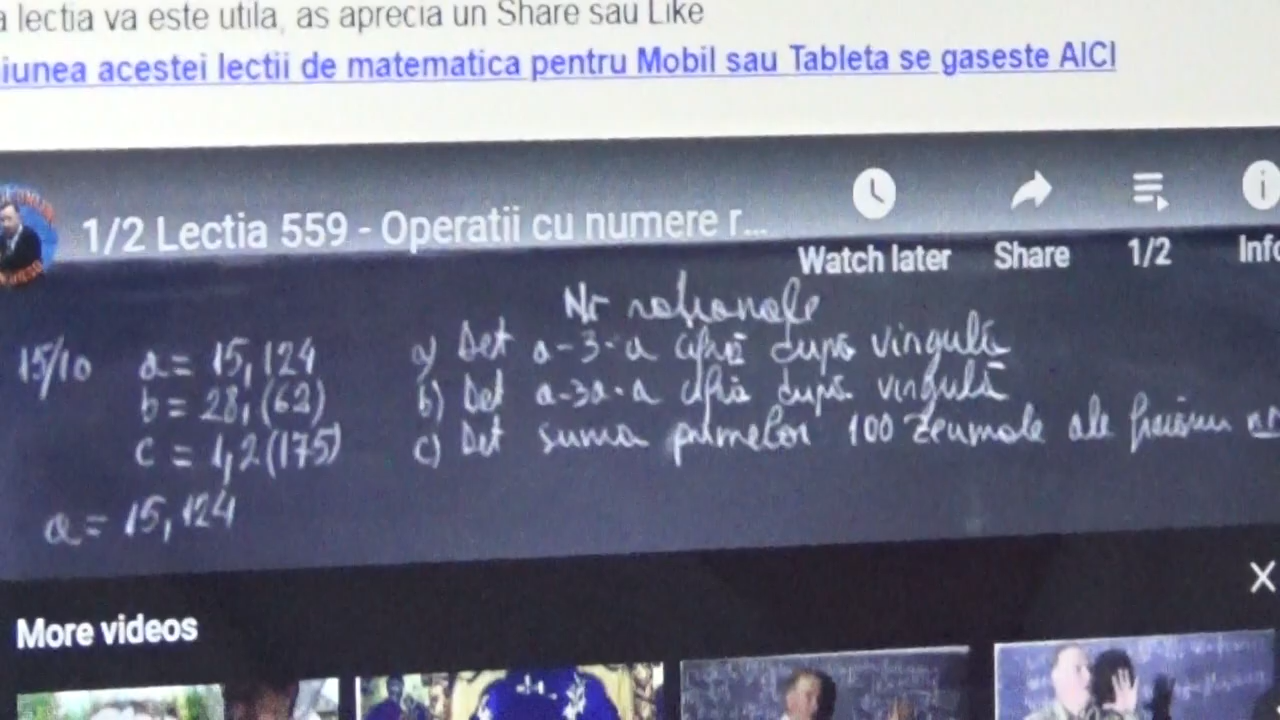 a lectia va este utila, as aprecia un Share sau Like
iunea acestei lectii de matematica pentru Mobil sau Tableta se gaseste AICI
1/2 Lectia 559 - Operatii cu numere r...
Watch later
Share
1/2
Info
Nr raționale
15/10 a = 15,124 a) Det a-3-a cifră după virgulă
b = 28,(62) b) Det a-30-a cifră după virgulă
c = 1,2(175) c) Det suma primelor 100 zecimale ale fracțiilor
a = 15,124
More videos